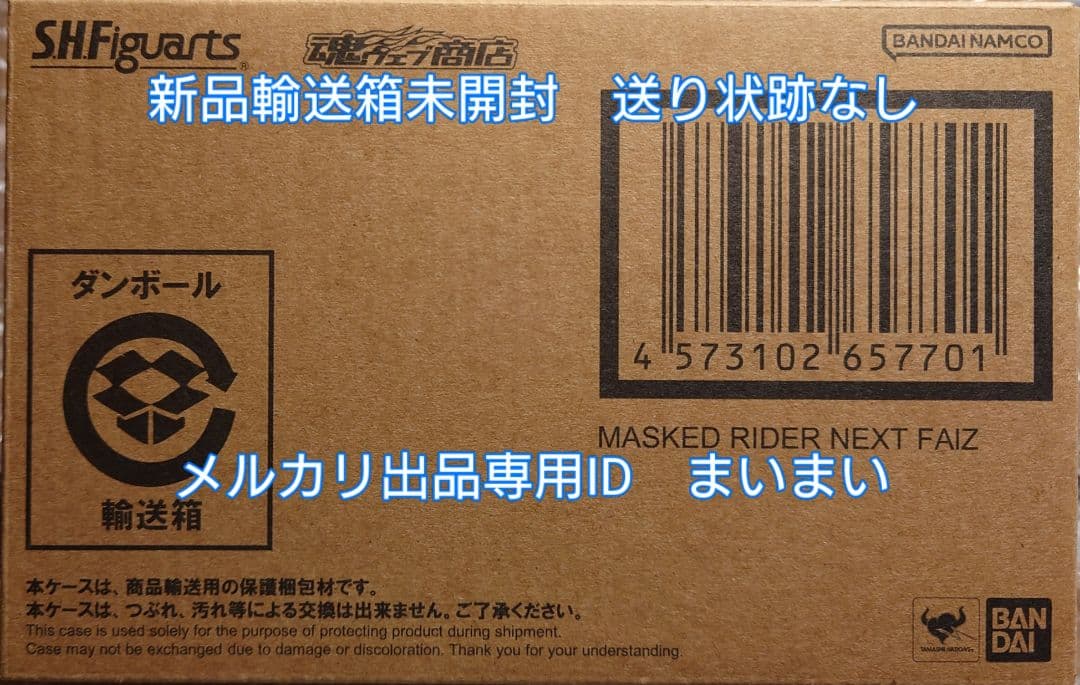 S.H.Figuarts®
魂ウェブ商店
BANDAI NAMCO
新品輸送箱未開封 送り状跡なし
4 573102 657701
MASKED RIDER NEXT FAIZ
ダンボール
メルカリ出品専用ID まいまい
輸送箱
本ケースは、商品輸送用の保護梱包材です。
本ケースは、つぶれ、汚れ等による交換は出来ません。ご了承ください。
This case is used solely for the purpose of protecting product during shipment.
Case may not be exchanged due to damage or discoloration. Thank you for your understanding.
TAMASHII NATIONS
BAN
DAI